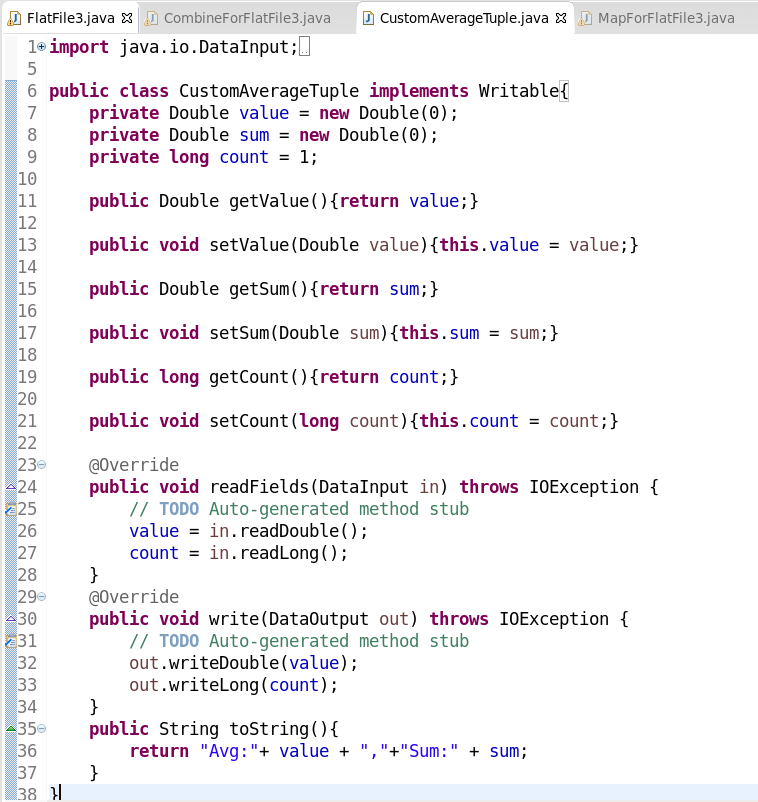 FlatFile3.java CombineForFlatFile3.java CustomAverageTuple.java MapForFlatFile3.java
1 import java.io.DataInput;
5
6 public class CustomAverageTuple implements Writable{
7 private Double value = new Double(0);
8 private Double sum = new Double(0);
9 private long count = 1;
10
11 public Double getValue(){return value;}
12
13 public void setValue(Double value){this.value = value;}
14
15 public Double getSum(){return sum;}
16
17 public void setSum(Double sum){this.sum = sum;}
18
19 public long getCount(){return count;}
20
21 public void setCount(long count){this.count = count;}
22
23 @Override
24 public void readFields(DataInput in) throws IOException {
25 // TODO Auto-generated method stub
26 value = in.readDouble();
27 count = in.readLong();
28 }
29 @Override
30 public void write(DataOutput out) throws IOException {
31 // TODO Auto-generated method stub
32 out.writeDouble(value);
33 out.writeLong(count);
34 }
35 public String toString(){
36 return "Avg:"+ value + ","+"Sum:" + sum;
37 }
38 }